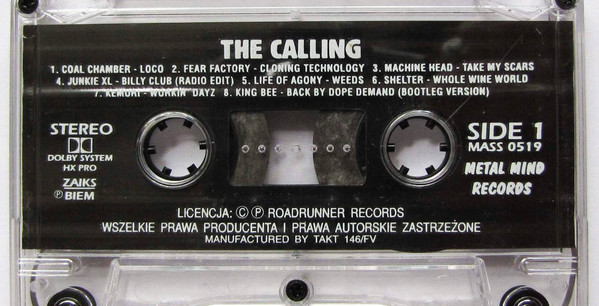 THE CALLING
1. COAL CHAMBER - LOCO 2. FEAR FACTORY - CLONING TECHNOLOGY 3. MACHINE HEAD - TAKE MY SCARS
4. JUNKIE XL - BILLY CLUB (RADIO EDIT) 5. LIFE OF AGONY - WEEDS 6. SHELTER - WHOLE WINE WORLD
7. KEMURI - WORKIN' DAYZ 8. KING BEE - BACK BY DOPE DEMAND (BOOTLEG VERSION)
STEREO
DOLBY SYSTEM
HX PRO
ZAIKS
Ⓟ BIEM
SIDE 1
MASS 0519
METAL MIND
RECORDS
LICENCJA: © Ⓟ ROADRUNNER RECORDS
WSZELKIE PRAWA PRODUCENTA I PRAWA AUTORSKIE ZASTRZEŻONE
MANUFACTURED BY TAKT 146/FV